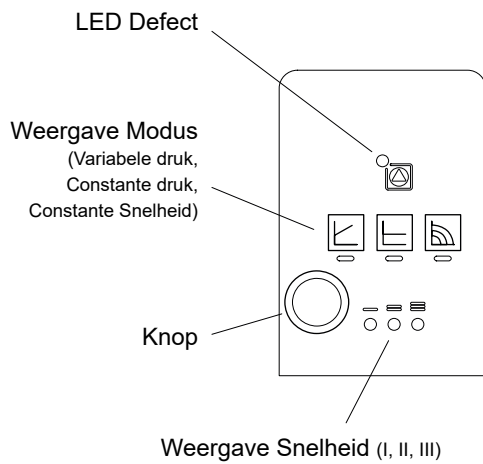 LED Defect
Weergave Modus
(Variabele druk,
Constante druk,
Constante Snelheid)
Knop
Weergave Snelheid (I, II, III)